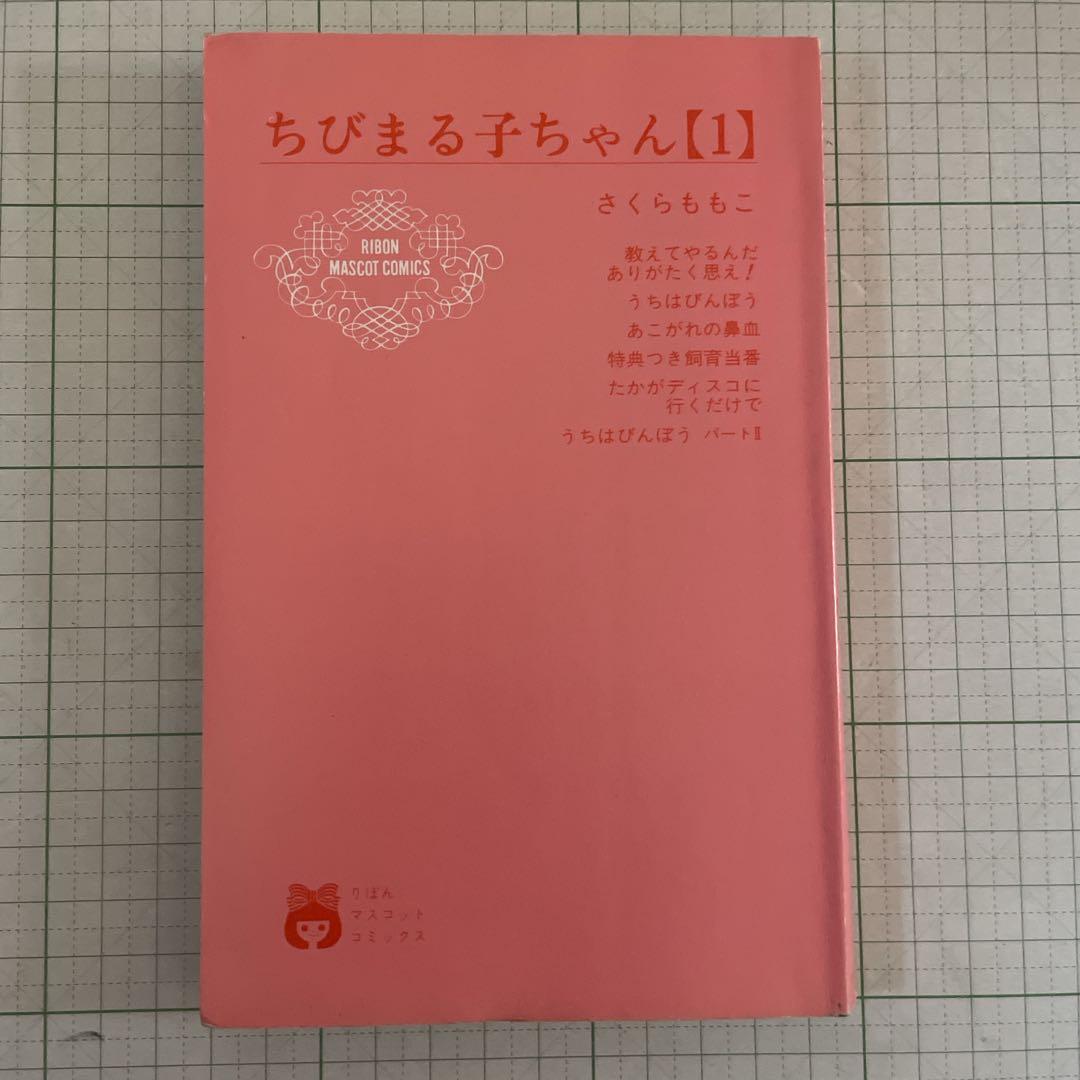 ちびまる子ちゃん【1】
さくらももこ
RIBON
MASCOT COMICS
教えてやるんだ
ありがたく思え!
うちはびんぼう
あこがれの鼻血
特典つき飼育当番
たかがディスコに
行くだけで
うちはびんぼう パートⅡ
りぼん
マスコット
コミックス